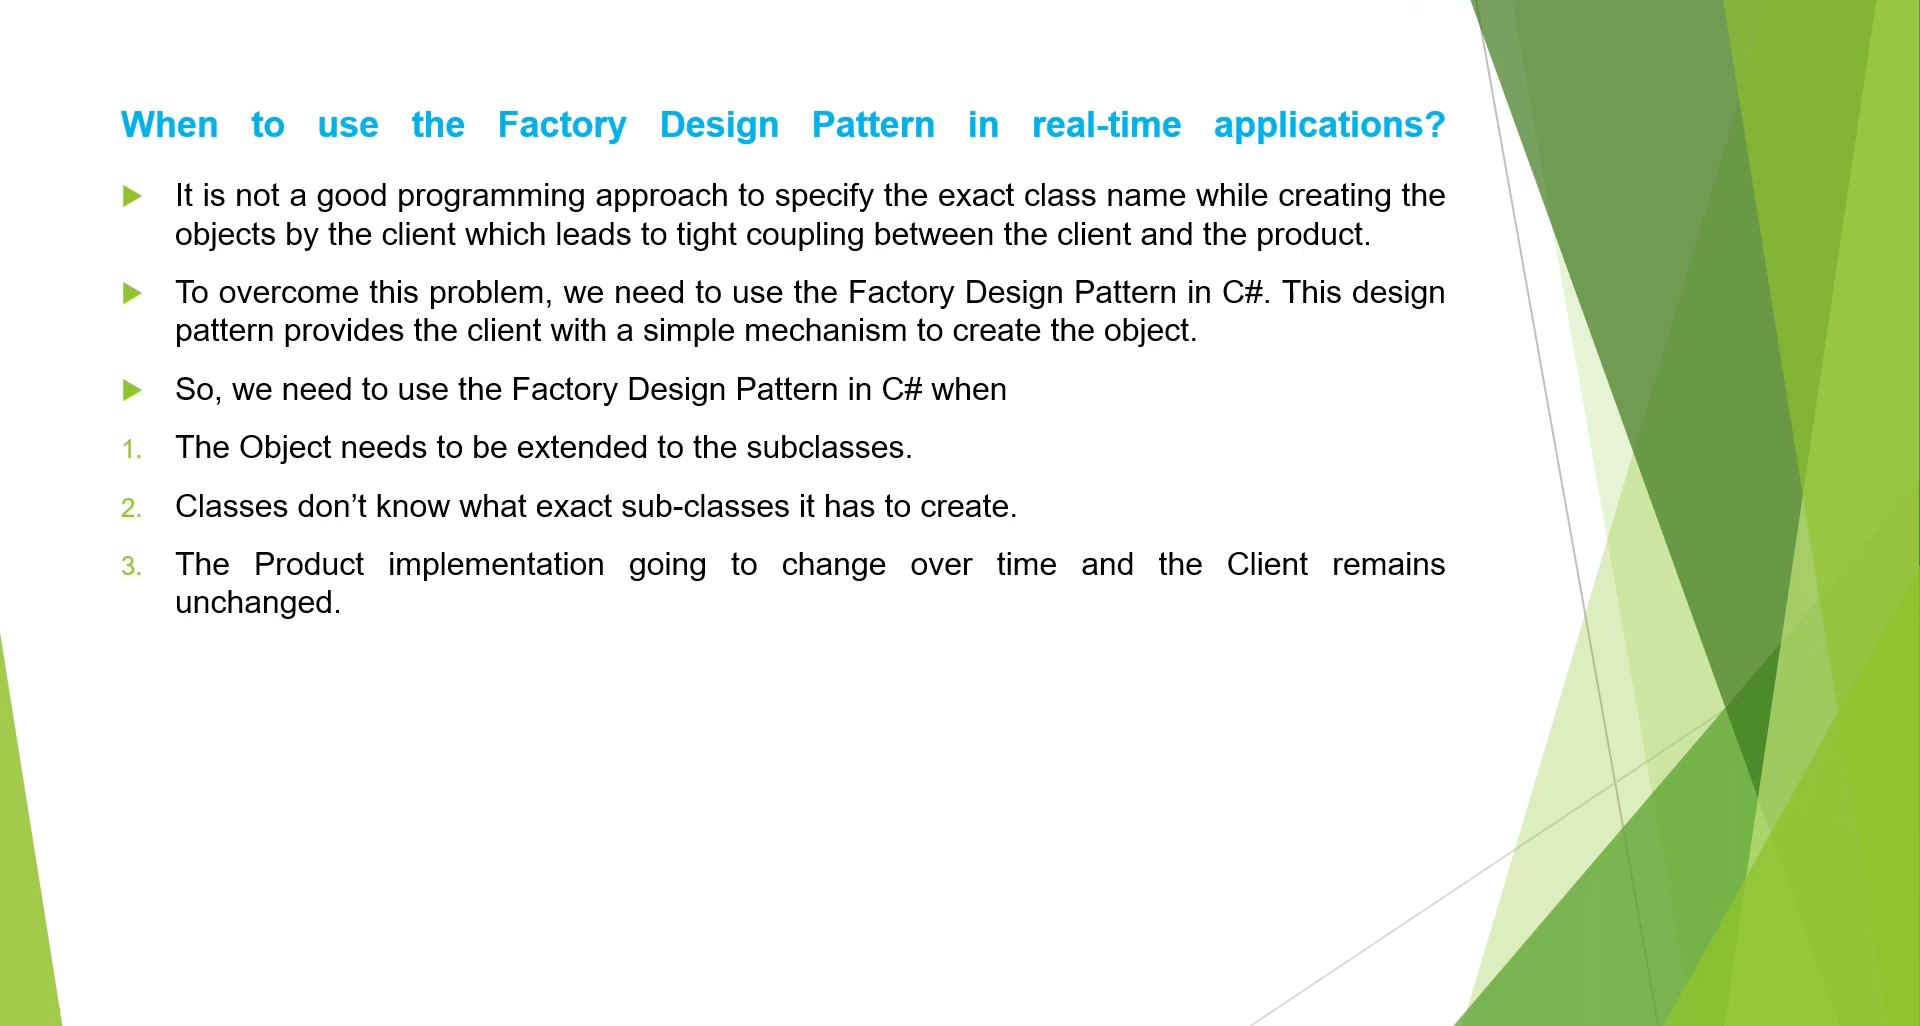 When to use the Factory Design Pattern in real-time applications?
It is not a good programming approach to specify the exact class name while creating the
objects by the client which leads to tight coupling between the client and the product.
To overcome this problem, we need to use the Factory Design Pattern in C#. This design
pattern provides the client with a simple mechanism to create the object.
So, we need to use the Factory Design Pattern in C# when
1. The Object needs to be extended to the subclasses.
2. Classes don’t know what exact sub-classes it has to create.
3. The Product implementation going to change over time and the Client remains
unchanged.